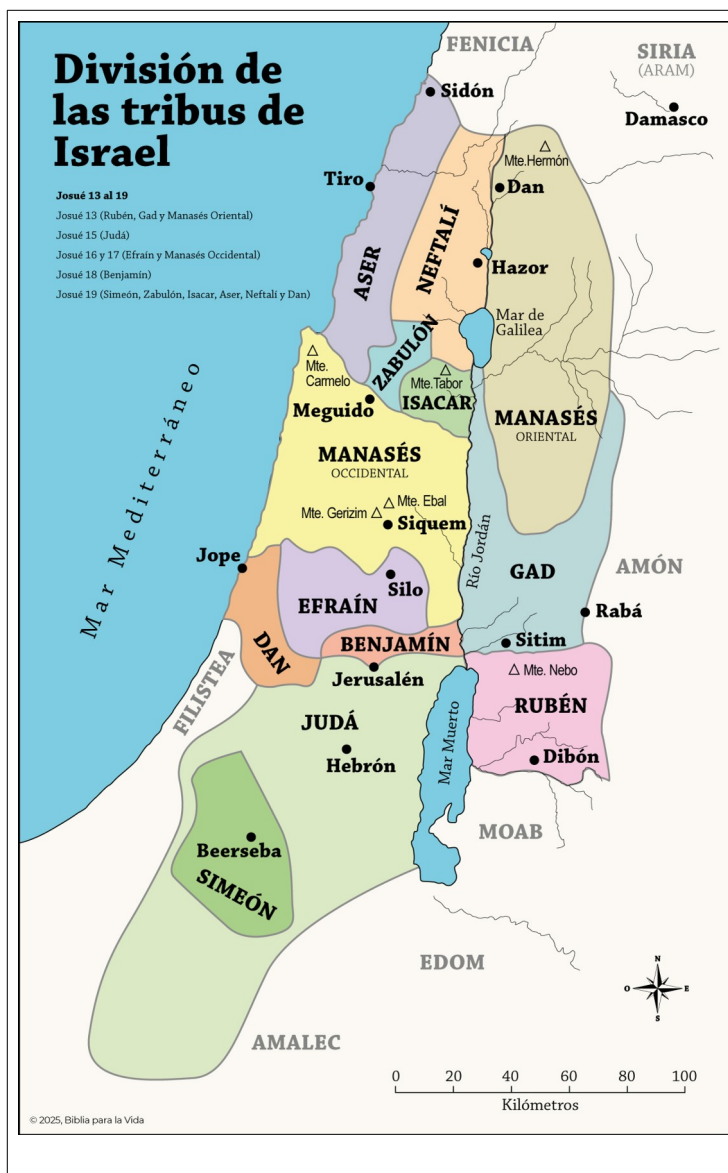 División de
las tribus de
Israel
Josué 13 al 19
Josué 13 (Rubén, Gad y Manasés Oriental)
Josué 15 (Judá)
Josué 16 y 17 (Efraín y Manasés Occidental)
Josué 18 (Benjamín)
Josué 19 (Simeón, Zabulón, Isacar, Aser, Neftalí y Dan)
FENICIA
SIRIA
(ARAM)
Sidón
Damasco
Mte.Hermón
Tiro
Dan
NEFTALÍ
ASER
Hazor
Mar de
Galilea
ZABULÓN
Mte.
Carmelo
Mte.Tabor
ISACAR
Meguido
MANASÉS
ORIENTAL
MANASÉS
OCCIDENTAL
Mar Mediterráneo
Mte. Ebal
Mte. Gerizim
Siquem
Río Jordán
Jope
GAD
AMÓN
Silo
EFRAÍN
Rabá
DAN
BENJAMÍN
Sitim
Jerusalén
Mte. Nebo
FILISTEA
RUBÉN
JUDÁ
Mar Muerto
Hebrón
Dibón
MOAB
Beerseba
SIMEÓN
EDOM
N
O
E
S
AMALEC
0 20 40 60 80 100
Kilómetros
© 2025, Biblia para la Vida